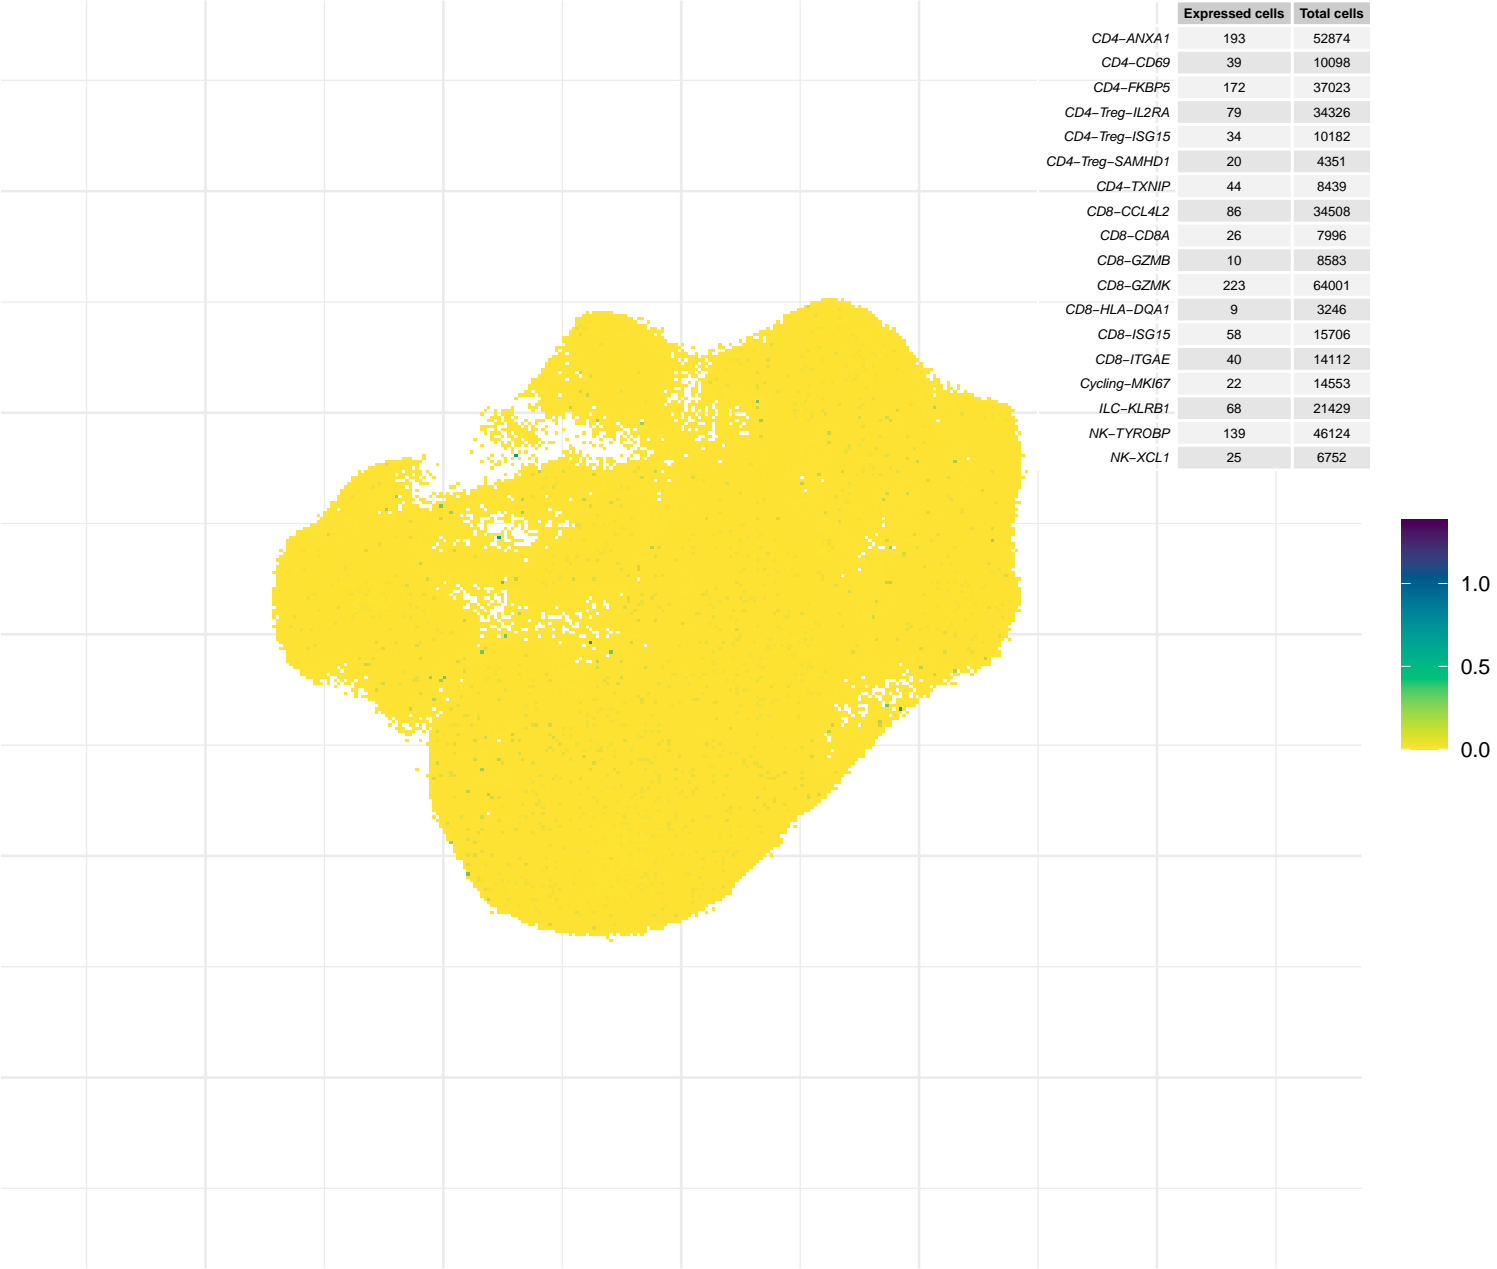 Expressed cells Total cells
CD4−ANXA1 193 52874
CD4−CD69 39 10098
CD4−FKBP5 172 37023
CD4−Treg−IL2RA 79 34326
CD4−Treg−ISG15 34 10182
CD4−Treg−SAMHD1 20 4351
CD4−TXNIP 44 8439
CD8−CCL4L2 86 34508
CD8−CD8A 26 7996
CD8−GZMB 10 8583
CD8−GZMK 223 64001
CD8−HLA−DQA1 9 3246
CD8−ISG15 58 15706
CD8−ITGAE 40 14112
Cycling−MKI67 22 14553
ILC−KLRB1 68 21429
NK−TYROBP 139 46124
NK−XCL1 25 6752
1.0
0.5
0.0